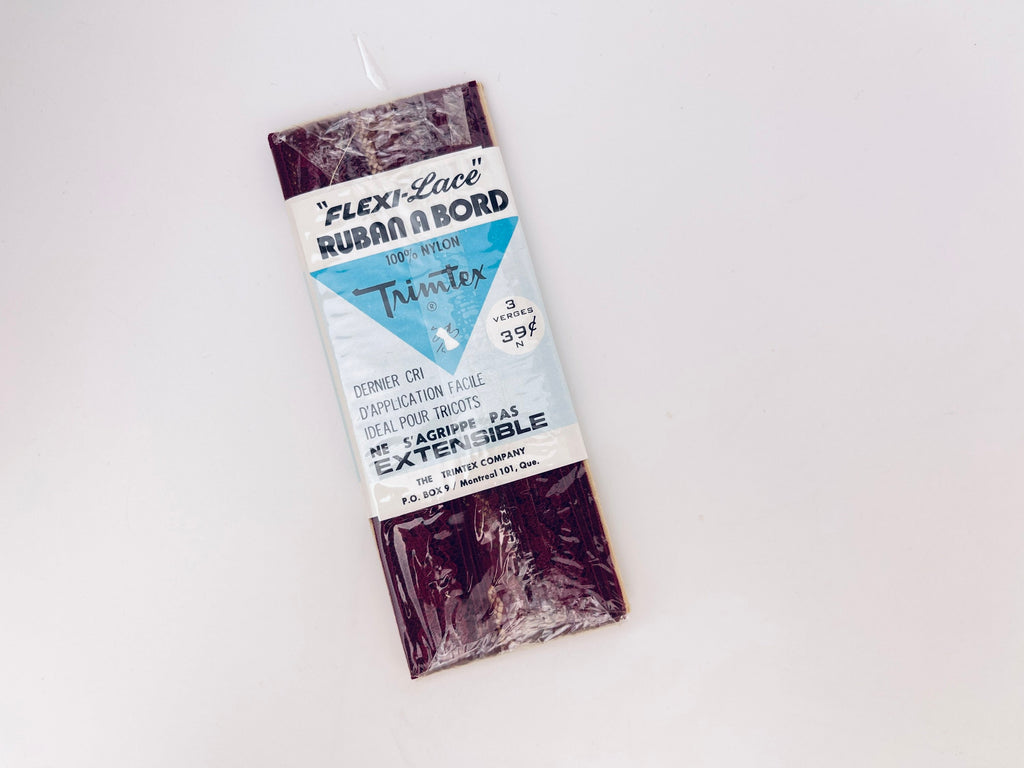 "FLEXI-Lace"
RUBAN A BORD
100% NYLON
Trimtex
®
3
VERGES
39¢
N
DERNIER CRI
D'APPLICATION FACILE
IDEAL POUR TRICOTS
NE S'AGRIPPE PAS
EXTENSIBLE
THE TRIMTEX COMPANY
P.O. BOX 9 / Montreal 101, Que.